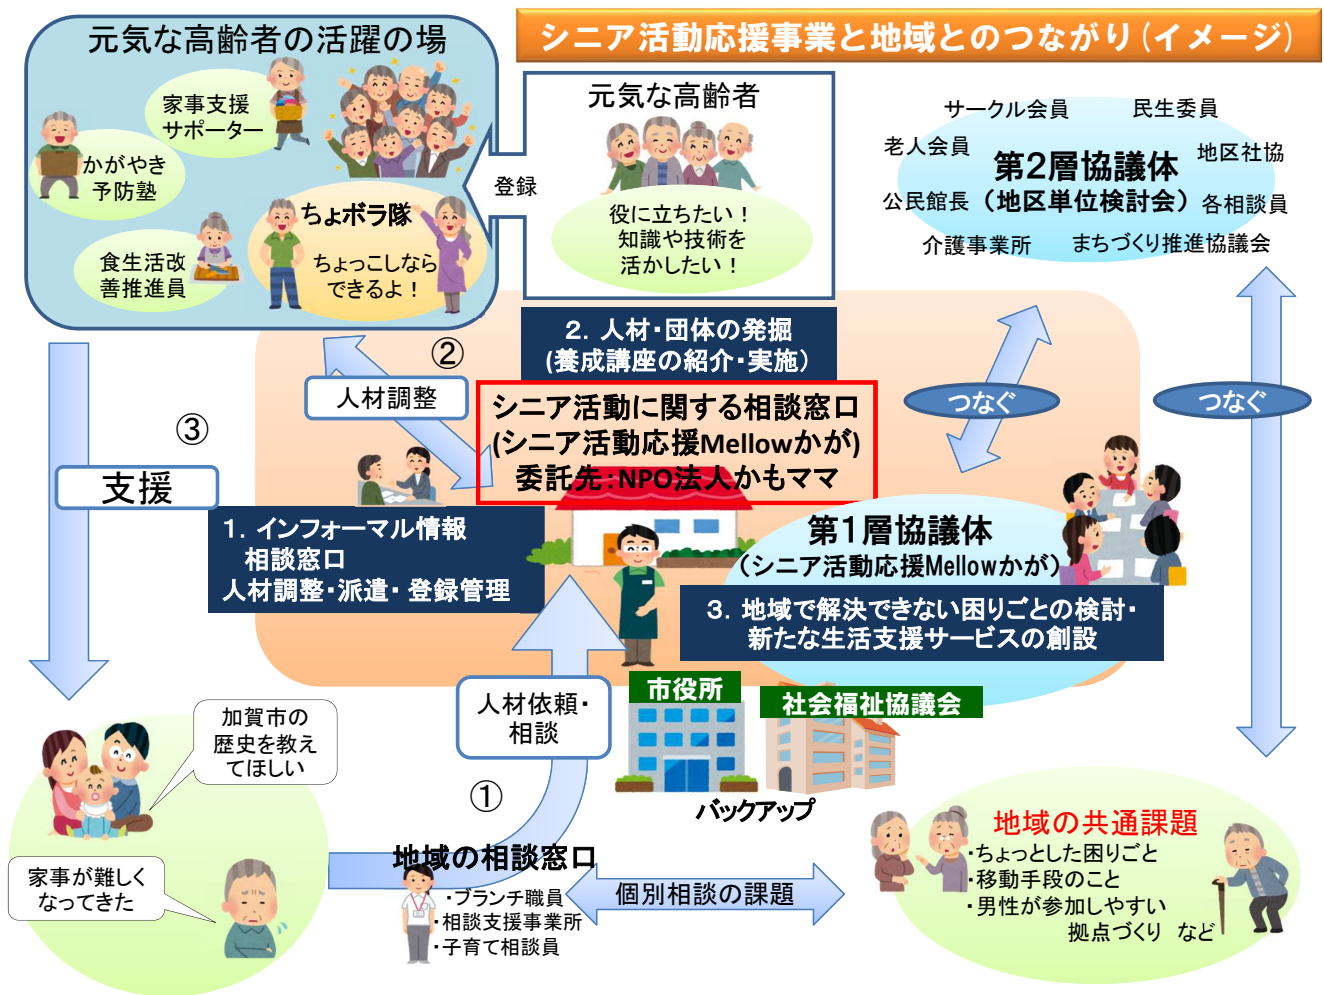 シニア活動応援事業と地域とのつながり(イメージ)
元気な高齢者の活躍の場
家事支援
サポーター
かがやき
予防塾
ちょボラ隊
ちょっこしなら
できるよ！
食生活改
善推進員
登録
元気な高齢者
役に立ちたい！
知識や技術を
活かしたい！
サークル会員
民生委員
老人会員
地区社協
第2層協議体
(地区単位検討会)
公民館長
各相談員
介護事業所
まちづくり推進協議会
2．人材・団体の発掘
(養成講座の紹介・実施)
②
人材調整
シニア活動に関する相談窓口
(シニア活動応援Mellowかが)
委託先：NPO法人かもママ
つなぐ
つなぐ
③
支援
1．インフォーマル情報
相談窓口
人材調整・派遣・登録管理
第1層協議体
(シニア活動応援Mellowかが)
3．地域で解決できない困りごとの検討・
新たな生活支援サービスの創設
人材依頼・
相談
①
市役所
社会福祉協議会
バックアップ
加賀市の
歴史を教え
てほしい
家事が難しく
なってきた
地域の相談窓口
・ブランチ職員
・相談支援事業所
・子育て相談員
個別相談の課題
地域の共通課題
・ちょっとした困りごと
・移動手段のこと
・男性が参加しやすい
拠点づくり など